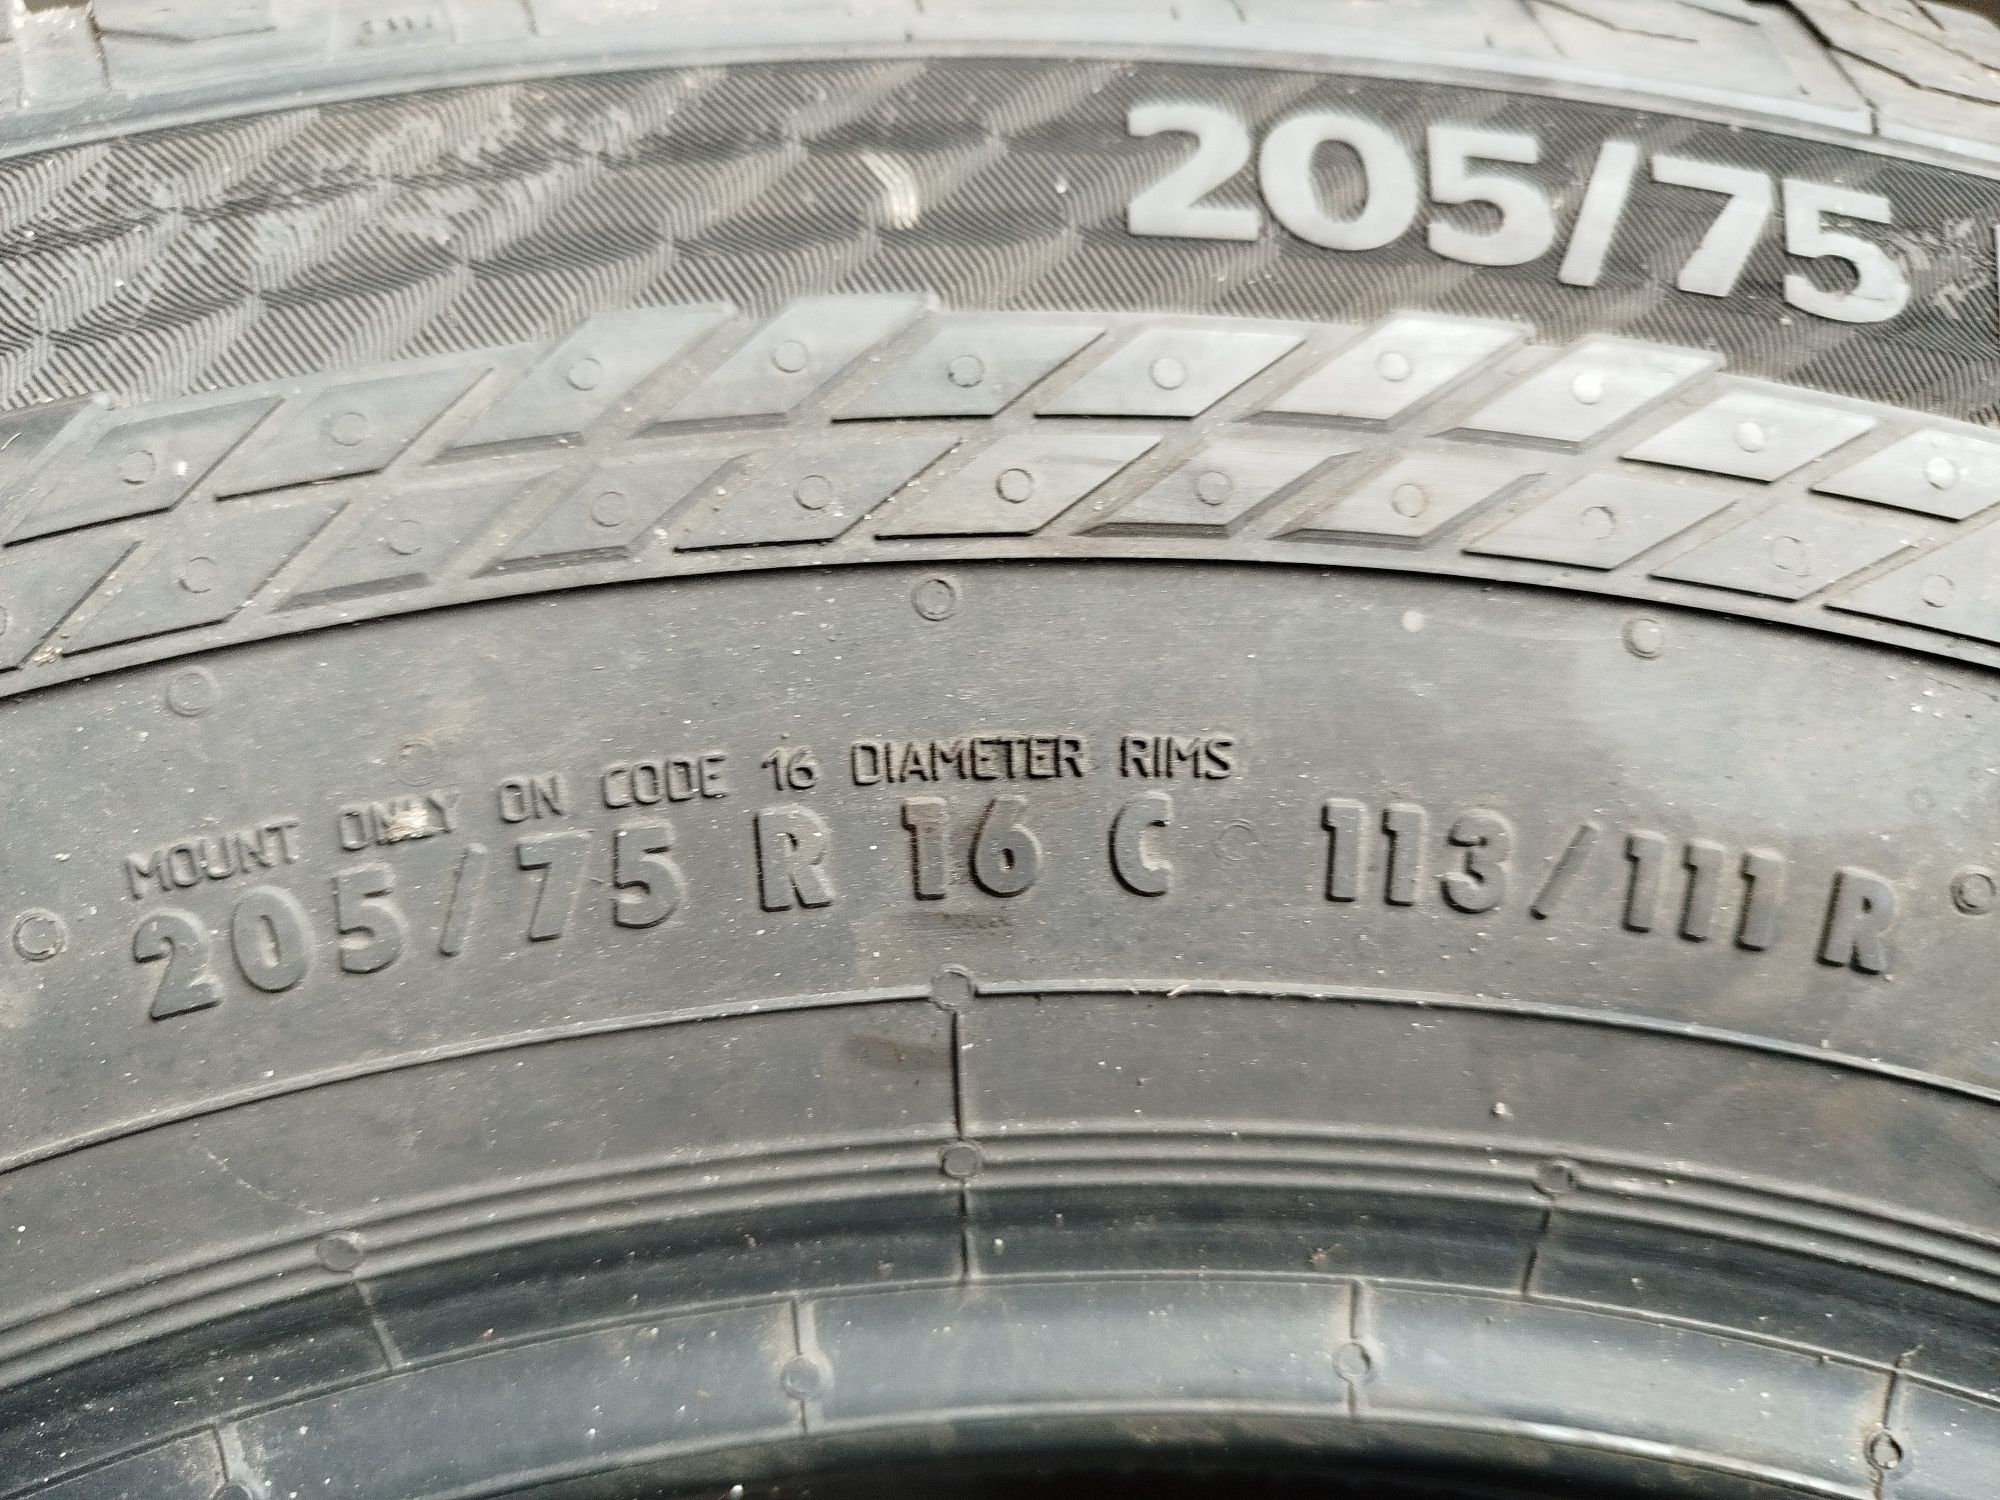 205/75
MOUNT ONLY ON CODE 16 DIAMETER RIMS
205/75 R 16 C 113/111 R